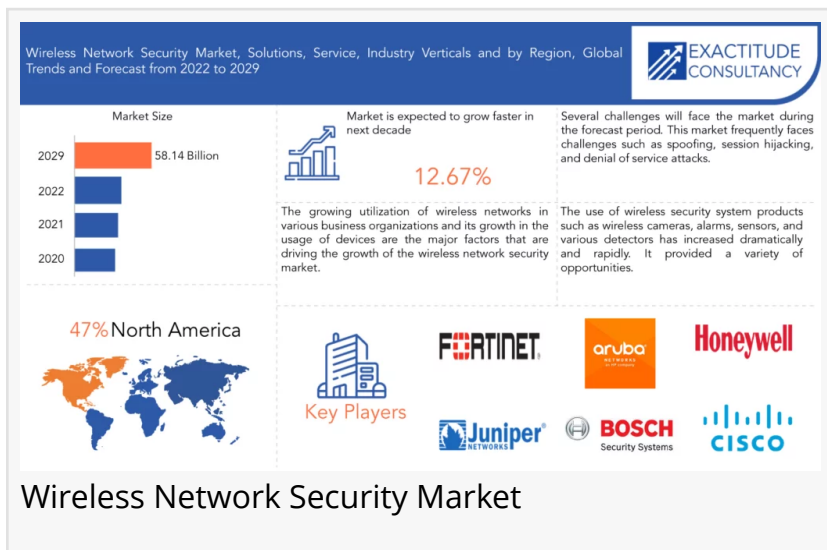 Wireless Network Security Market, Solutions, Service, Industry Verticals and by Region, Global
Trends and Forecast from 2022 to 2029
EXACTITUDE
CONSULTANCY
Market Size
2029
58.14 Billion
2022
2021
2020
Market is expected to grow faster in
next decade
12.67%
Several challenges will face the market during
the forecast period. This market frequently faces
challenges such as spoofing, session hijacking,
and denial of service attacks.
The growing utilization of wireless networks in
various business organizations and its growth in the
usage of devices are the major factors that are
driving the growth of the wireless network security
market.
The use of wireless security system products
such as wireless cameras, alarms, sensors, and
various detectors has increased dramatically
and rapidly. It provided a variety of
opportunities.
47% North America
Key Players
FORTINET
aruba
NETWORKS
Honeywell
Juniper
NETWORKS
BOSCH
Security Systems
CISCO
Wireless Network Security Market